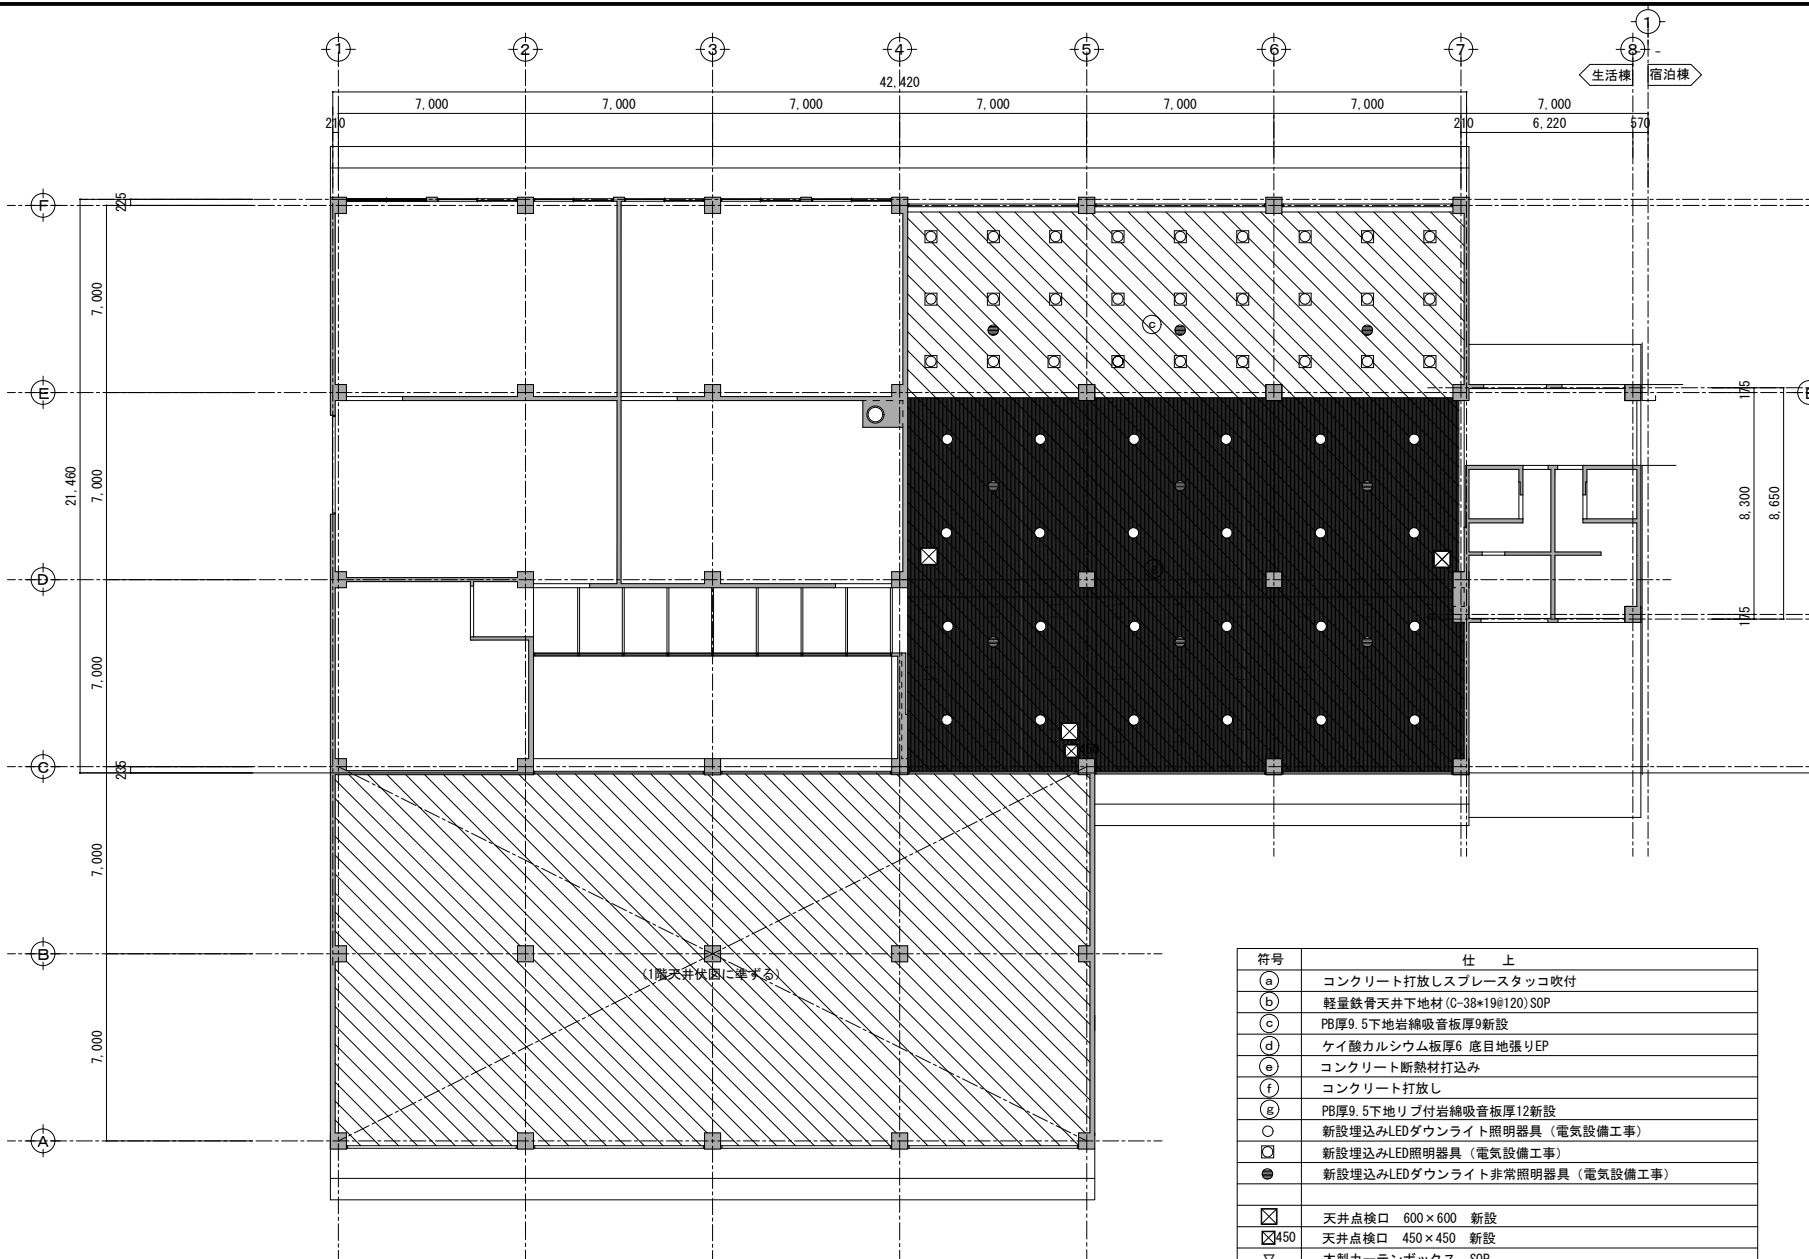 1
1 2 3 4 5 6 7 8
生活棟 宿泊棟
42,420
7,000 7,000 7,000 7,000 7,000 7,000 7,000
210 210 6,220 570
F
225
7,000
c
E
175
E
21,460
7,000
8,300
8,650
D
175
7,000
450
C
235
7,000
B
(1階天井伏図に準ずる)
7,000
A
符号 仕 上
a コンクリート打放しスプレースタッコ吹付
b 軽量鉄骨天井下地材(C-38*19@120)SOP
c PB厚9.5下地岩綿吸音板厚9新設
d ケイ酸カルシウム板厚6 底目地張りEP
e コンクリート断熱材打込み
f コンクリート打放し
g PB厚9.5下地リブ付岩綿吸音板厚12新設
新設埋込みLEDダウンライト照明器具(電気設備工事)
新設埋込みLED照明器具(電気設備工事)
新設埋込みLEDダウンライト非常照明器具(電気設備工事)
天井点検口 600×600 新設
450 天井点検口 450×450 新設
木製カーテンボックス SOP